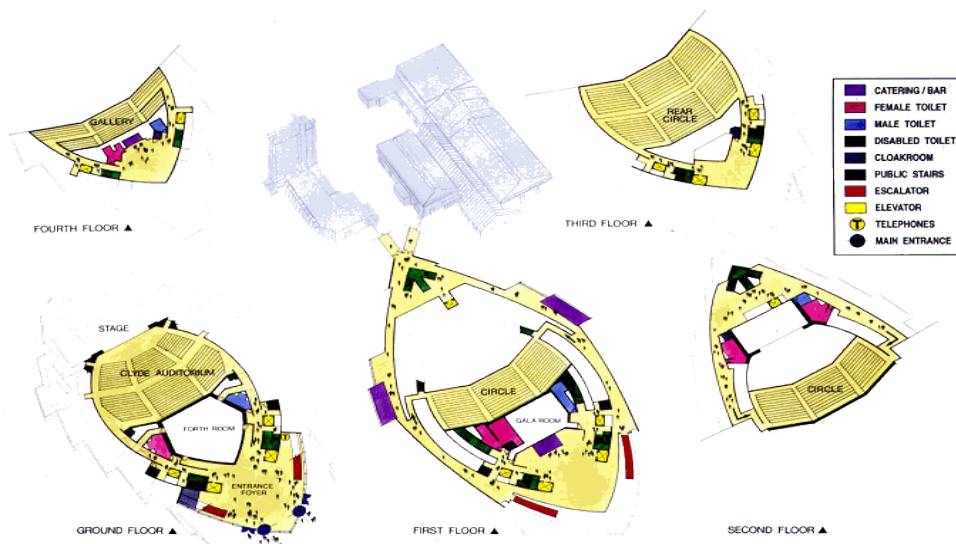 GALLERY
FOURTH FLOOR ▲
REAR
CIRCLE
THIRD FLOOR ▲
CATERING / BAR
FEMALE TOILET
MALE TOILET
DISABLED TOILET
CLOAKROOM
PUBLIC STAIRS
ESCALATOR
ELEVATOR
T TELEPHONES
MAIN ENTRANCE
STAGE
CLYDE AUDITORIUM
FORTH ROOM
T
ENTRANCE
FOYER
GROUND FLOOR ▲
CIRCLE
GALA ROOM
FIRST FLOOR ▲
CIRCLE
SECOND FLOOR ▲